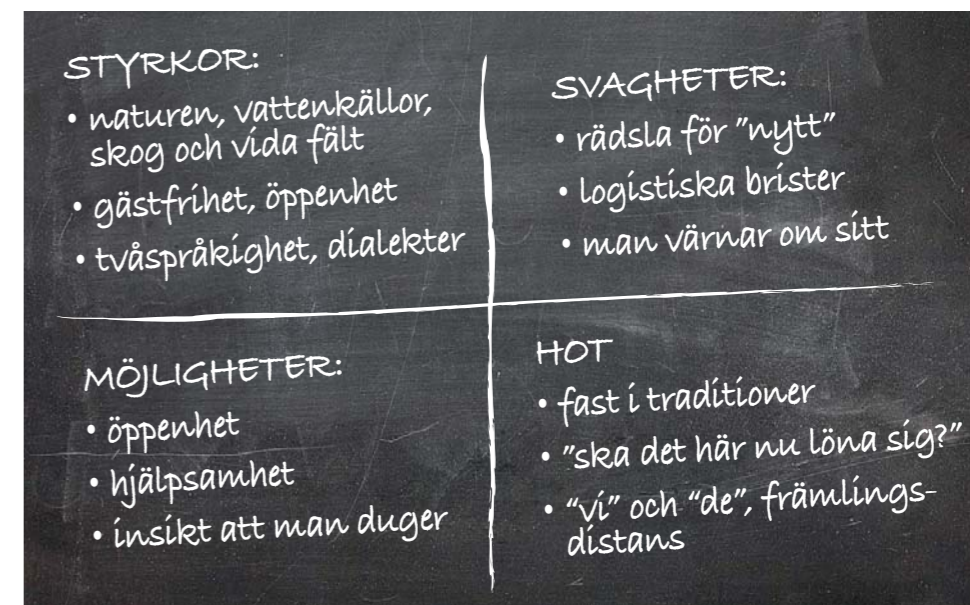 STYRKOR:
• naturen, vattenkällor,
skog och vida fält
• gästfrihet, öppenhet
• tvåspråkighet, dialekter
SVAGHETER:
• rädsla för ”nytt”
• logistiska brister
• man värnar om sitt
MÖJLIGHETER:
• öppenhet
• hjälpsamhet
• insikt att man duger
HOT
• fast i traditioner
• ”ska det här nu löna sig?”
• “vi” och “de”, främlings-
distans